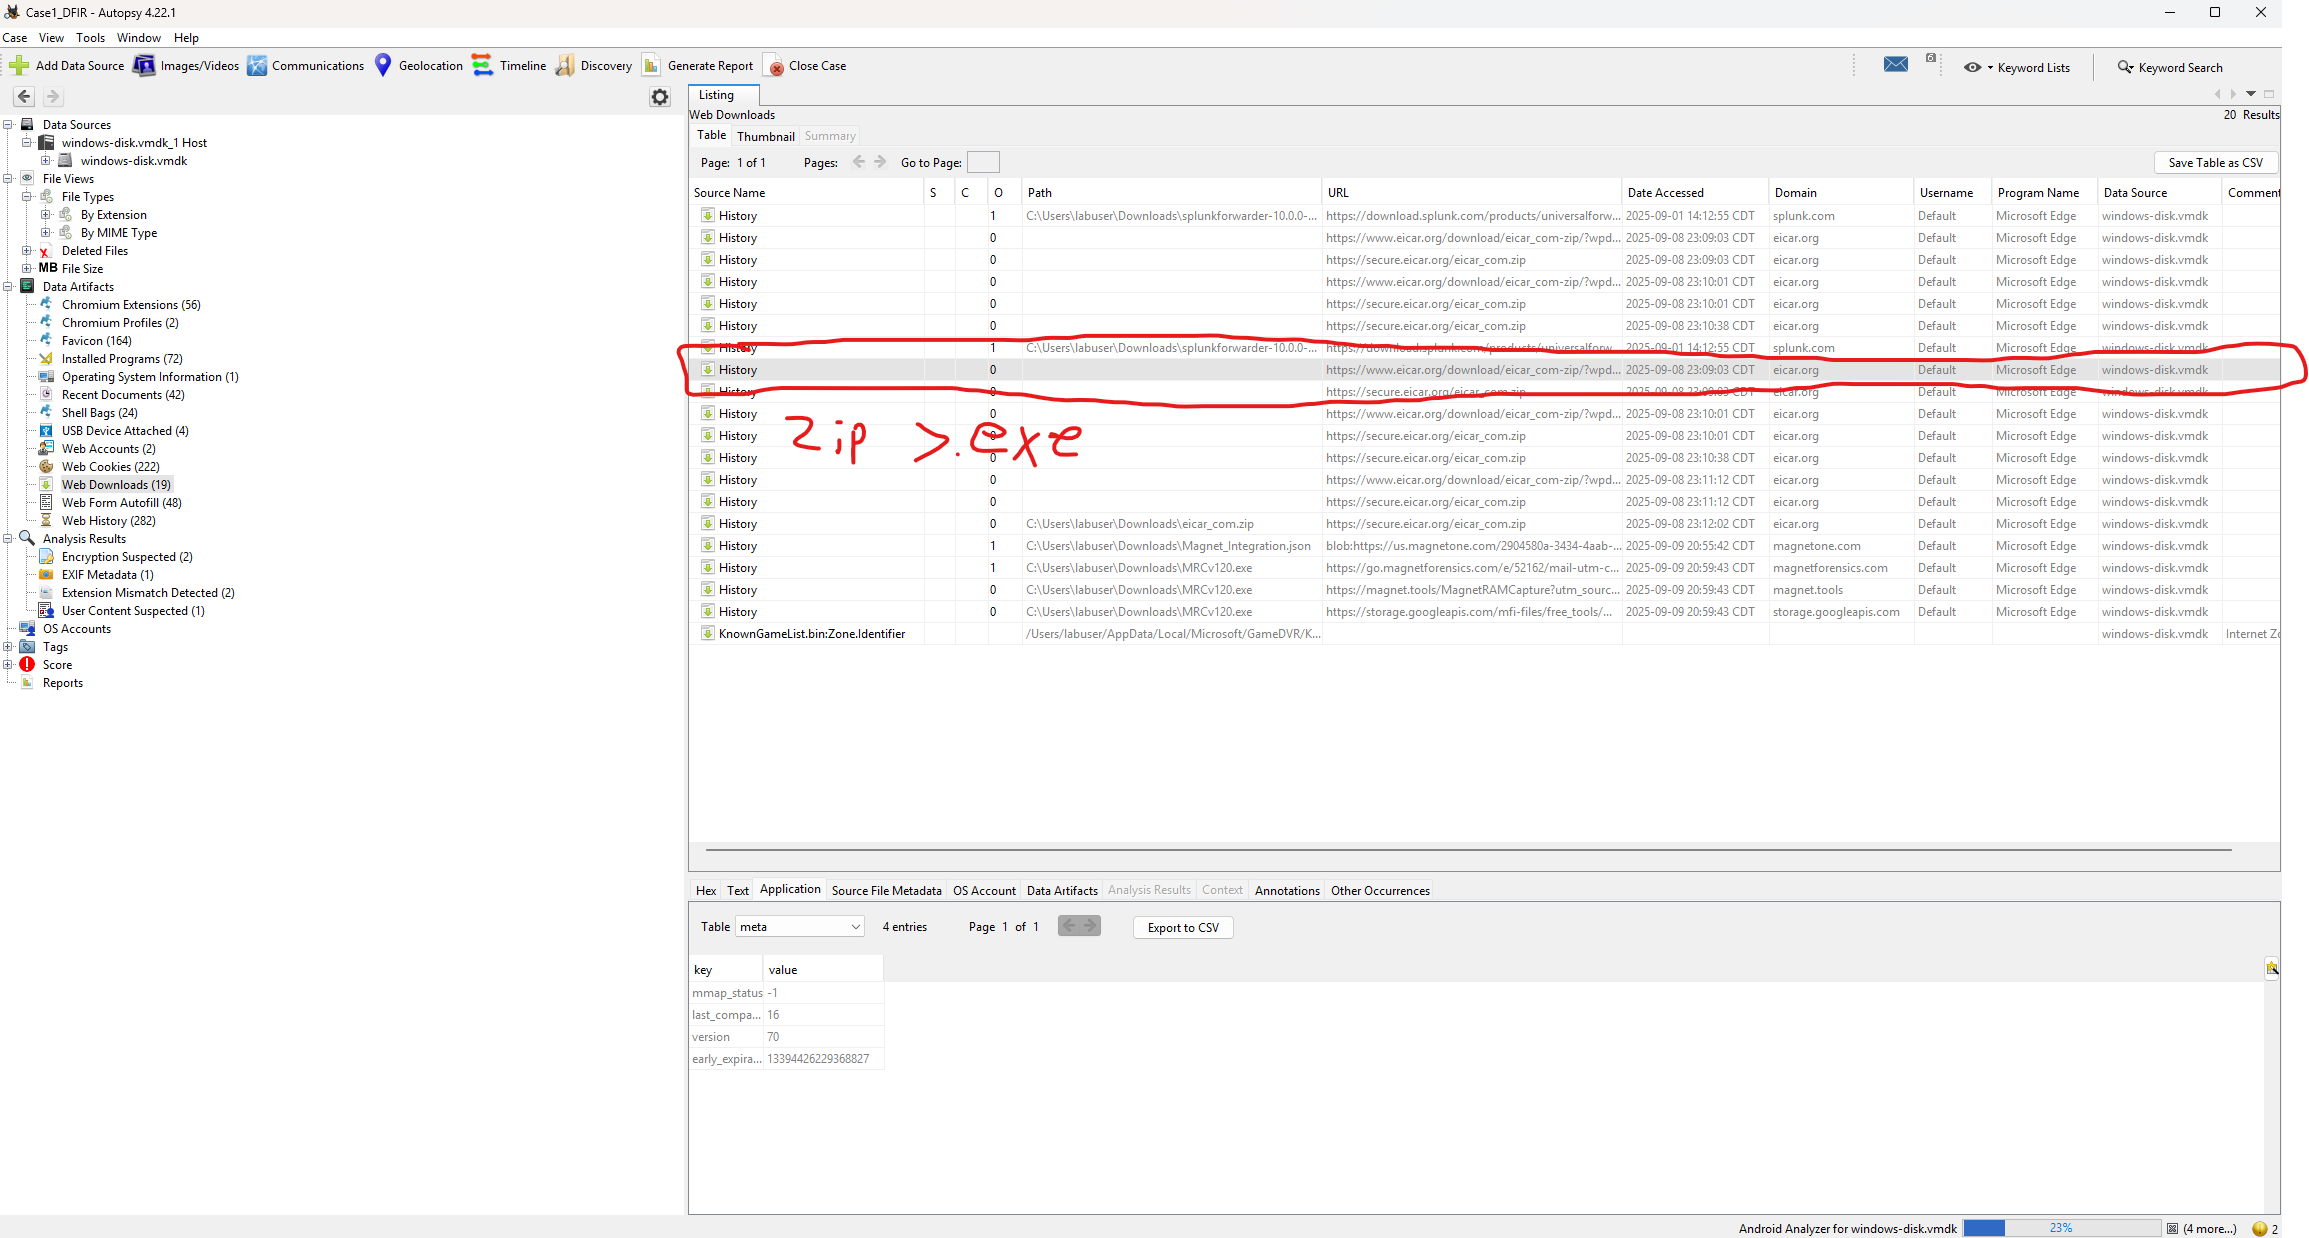 Case1_DFIR - Autopsy 4.22.1
Case View Tools Window Help
Add Data Source Images/Videos Communications Geolocation Timeline Discovery Generate Report Close Case Keyword Lists Keyword Search
Data Sources
windows-disk.vmdk_1 Host
windows-disk.vmdk
File Views
File Types
By Extension
By MIME Type
Deleted Files
MB File Size
Data Artifacts
Chromium Extensions (56)
Chromium Profiles (2)
Favicon (164)
Installed Programs (72)
Operating System Information (1)
Recent Documents (42)
Shell Bags (24)
USB Device Attached (4)
Web Accounts (2)
Web Cookies (222)
Web Downloads (19)
Web Form Autofill (48)
Web History (282)
Analysis Results
Encryption Suspected (2)
EXIF Metadata (1)
Extension Mismatch Detected (2)
User Content Suspected (1)
OS Accounts
Tags
Score
Reports
Listing
Web Downloads 20 Results
Table Thumbnail Summary
Page: 1 of 1 Pages: Go to Page: Save Table as CSV
Source Name S C O Path URL Date Accessed Domain Username Program Name Data Source Comment
History 1 C:\Users\labuser\Downloads\splunkforwarder-10.0.0-... https://download.splunk.com/products/universalforw... 2025-09-01 14:12:55 CDT splunk.com Default Microsoft Edge windows-disk.vmdk
History 0 https://www.eicar.org/download/eicar_com-zip/?wpd... 2025-09-08 23:09:03 CDT eicar.org Default Microsoft Edge windows-disk.vmdk
History 0 https://secure.eicar.org/eicar_com.zip 2025-09-08 23:09:03 CDT eicar.org Default Microsoft Edge windows-disk.vmdk
History 0 https://www.eicar.org/download/eicar_com-zip/?wpd... 2025-09-08 23:10:01 CDT eicar.org Default Microsoft Edge windows-disk.vmdk
History 0 https://secure.eicar.org/eicar_com.zip 2025-09-08 23:10:01 CDT eicar.org Default Microsoft Edge windows-disk.vmdk
History 0 https://secure.eicar.org/eicar_com.zip 2025-09-08 23:10:38 CDT eicar.org Default Microsoft Edge windows-disk.vmdk
History 1 C:\Users\labuser\Downloads\splunkforwarder-10.0.0-... https://download.splunk.com/products/universalforw... 2025-09-01 14:12:55 CDT splunk.com Default Microsoft Edge windows-disk.vmdk
History 0 https://www.eicar.org/download/eicar_com-zip/?wpd... 2025-09-08 23:09:03 CDT eicar.org Default Microsoft Edge windows-disk.vmdk
History 0 https://secure.eicar.org/eicar_com.zip 2025-09-08 23:09:03 CDT eicar.org Default Microsoft Edge windows-disk.vmdk
History 0 https://www.eicar.org/download/eicar_com-zip/?wpd... 2025-09-08 23:10:01 CDT eicar.org Default Microsoft Edge windows-disk.vmdk
Zip >.exe
History 0 https://secure.eicar.org/eicar_com.zip 2025-09-08 23:10:01 CDT eicar.org Default Microsoft Edge windows-disk.vmdk
History 0 https://secure.eicar.org/eicar_com.zip 2025-09-08 23:10:38 CDT eicar.org Default Microsoft Edge windows-disk.vmdk
History 0 https://www.eicar.org/download/eicar_com-zip/?wpd... 2025-09-08 23:11:12 CDT eicar.org Default Microsoft Edge windows-disk.vmdk
History 0 https://secure.eicar.org/eicar_com.zip 2025-09-08 23:11:12 CDT eicar.org Default Microsoft Edge windows-disk.vmdk
History 0 C:\Users\labuser\Downloads\eicar_com.zip https://secure.eicar.org/eicar_com.zip 2025-09-08 23:12:02 CDT eicar.org Default Microsoft Edge windows-disk.vmdk
History 1 C:\Users\labuser\Downloads\Magnet_Integration.json blob:https://us.magnetone.com/2904580a-3434-4aab-... 2025-09-09 20:55:42 CDT magnetone.com Default Microsoft Edge windows-disk.vmdk
History 1 C:\Users\labuser\Downloads\MRCv120.exe https://go.magnetforensics.com/e/52162/mail-utm-c... 2025-09-09 20:59:43 CDT magnetforensics.com Default Microsoft Edge windows-disk.vmdk
History 0 C:\Users\labuser\Downloads\MRCv120.exe https://magnet.tools/MagnetRAMCapture?utm_sourc... 2025-09-09 20:59:43 CDT magnet.tools Default Microsoft Edge windows-disk.vmdk
History 0 C:\Users\labuser\Downloads\MRCv120.exe https://storage.googleapis.com/mfi-files/free_tools/... 2025-09-09 20:59:43 CDT storage.googleapis.com Default Microsoft Edge windows-disk.vmdk
KnownGameList.bin:Zone.Identifier /Users/labuser/AppData/Local/Microsoft/GameDVR/K... windows-disk.vmdk Internet Zo
Hex Text Application Source File Metadata OS Account Data Artifacts Analysis Results Context Annotations Other Occurrences
Table meta 4 entries Page 1 of 1 Export to CSV
key value
mmap_status -1
last_compa... 16
version 70
early_expira... 13394426229368827
Android Analyzer for windows-disk.vmdk 23% (4 more...) 2